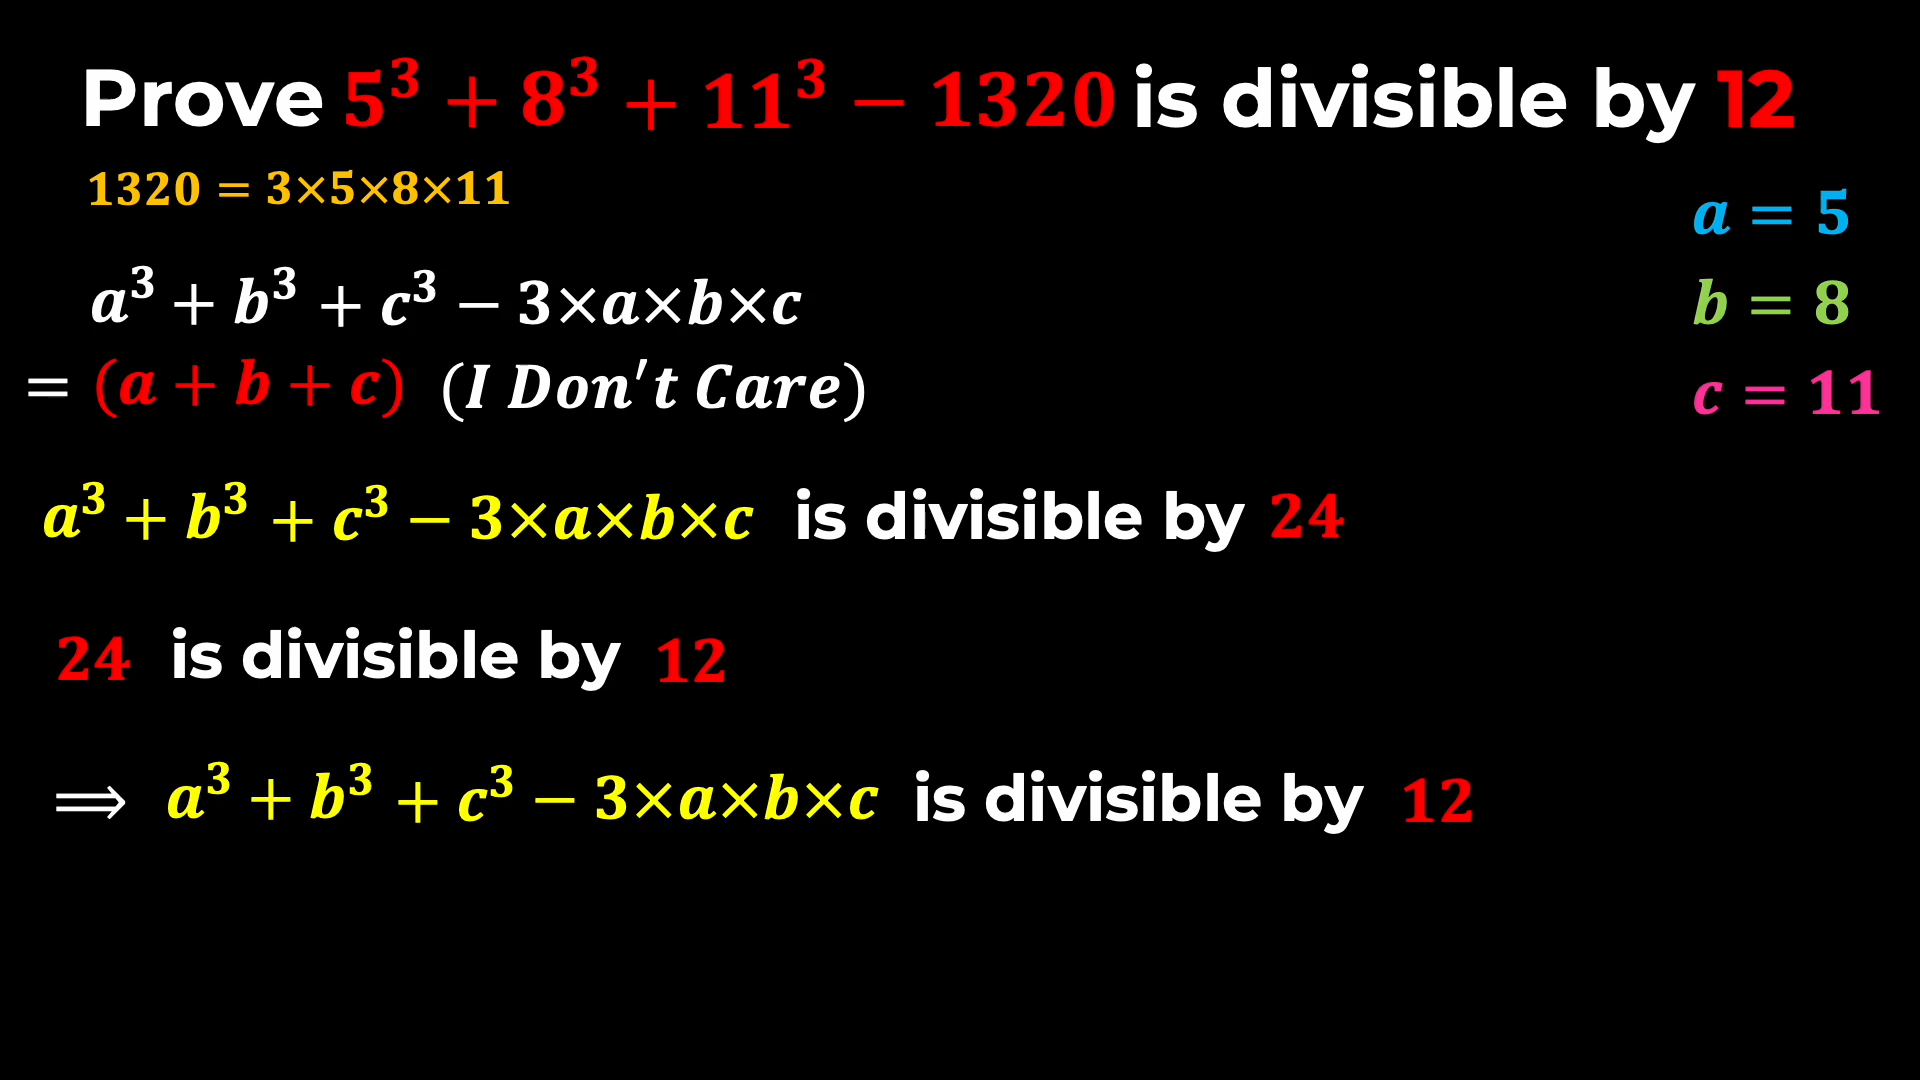 Prove 5³ + 8³ + 11³ − 1320 is divisible by 12
1320 = 3×5×8×11
a = 5
b = 8
c = 11
a³ + b³ + c³ − 3×a×b×c
= (a + b + c) (I Don't Care)
a³ + b³ + c³ − 3×a×b×c is divisible by 24
24 is divisible by 12
⟹ a³ + b³ + c³ − 3×a×b×c is divisible by 12